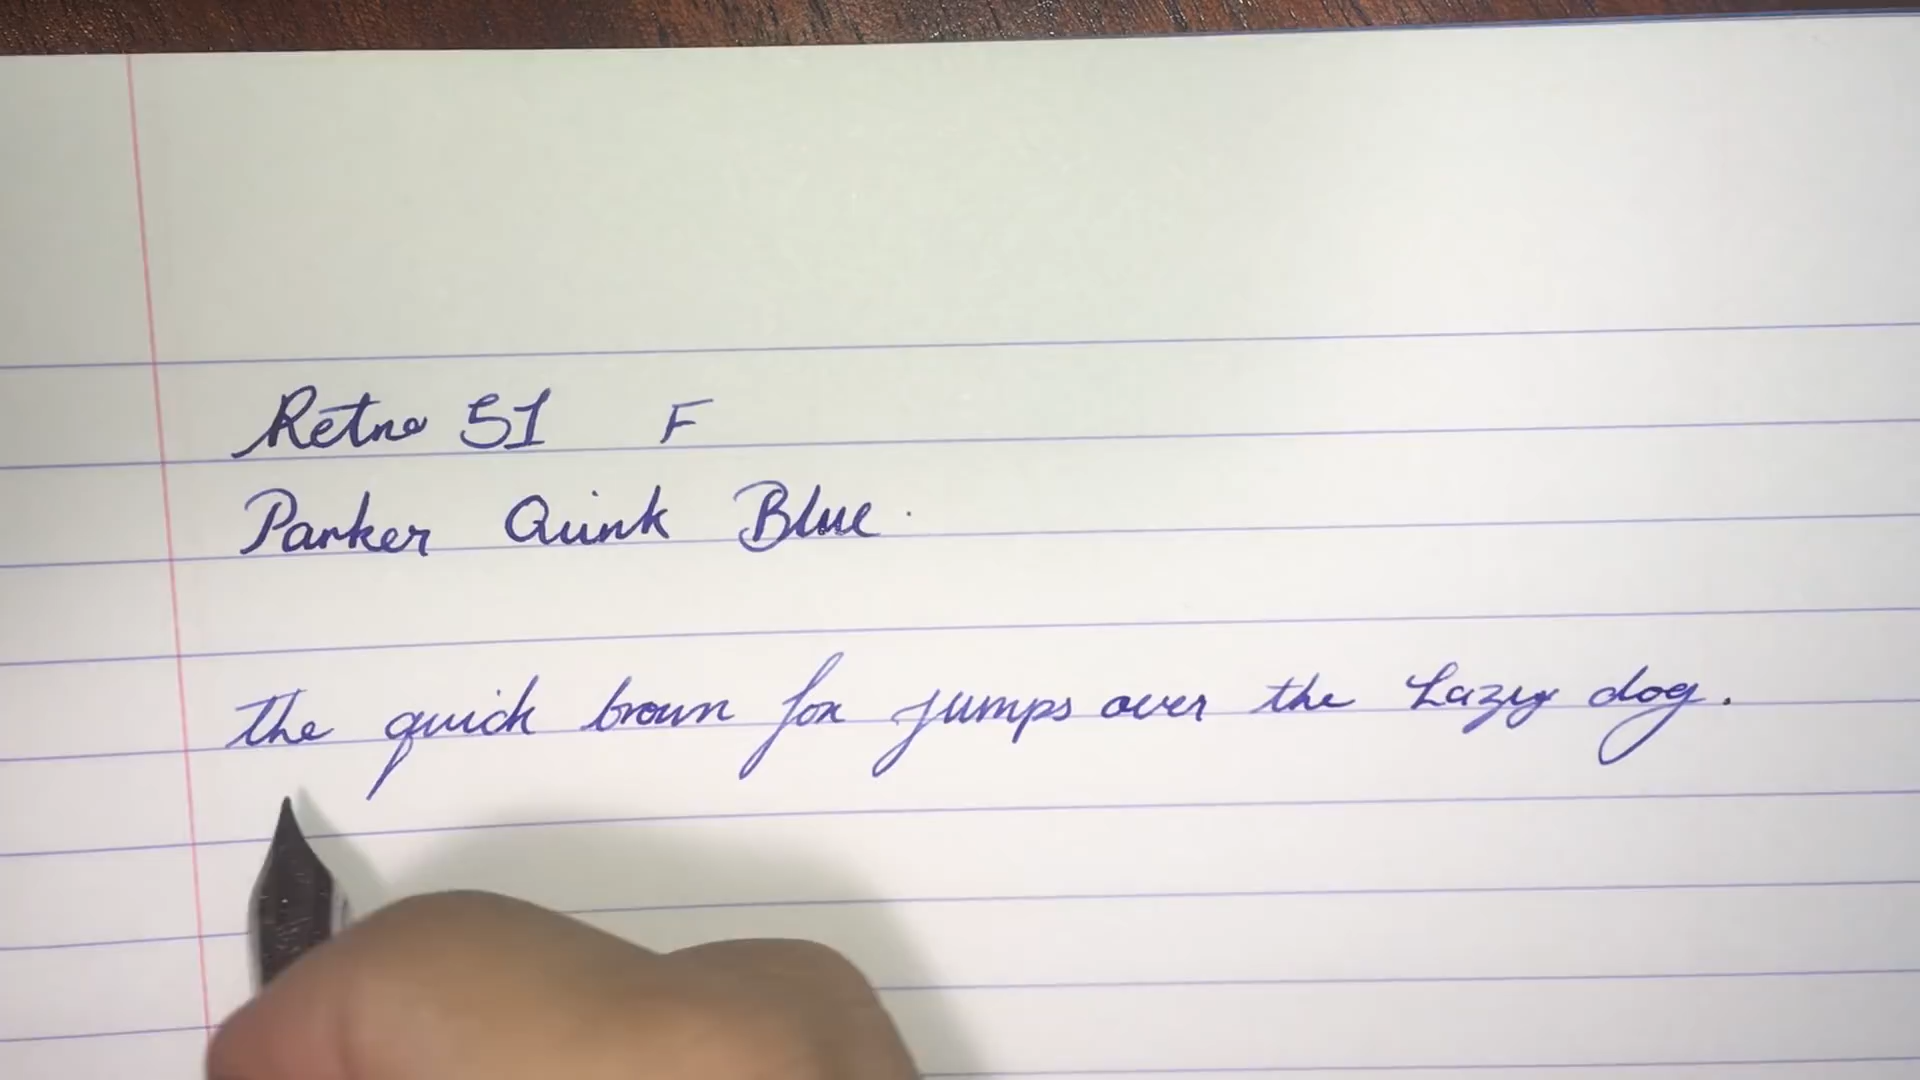 Retro 51 F
Parker Quink Blue.
the quick brown fox jumps over the Lazy dog.